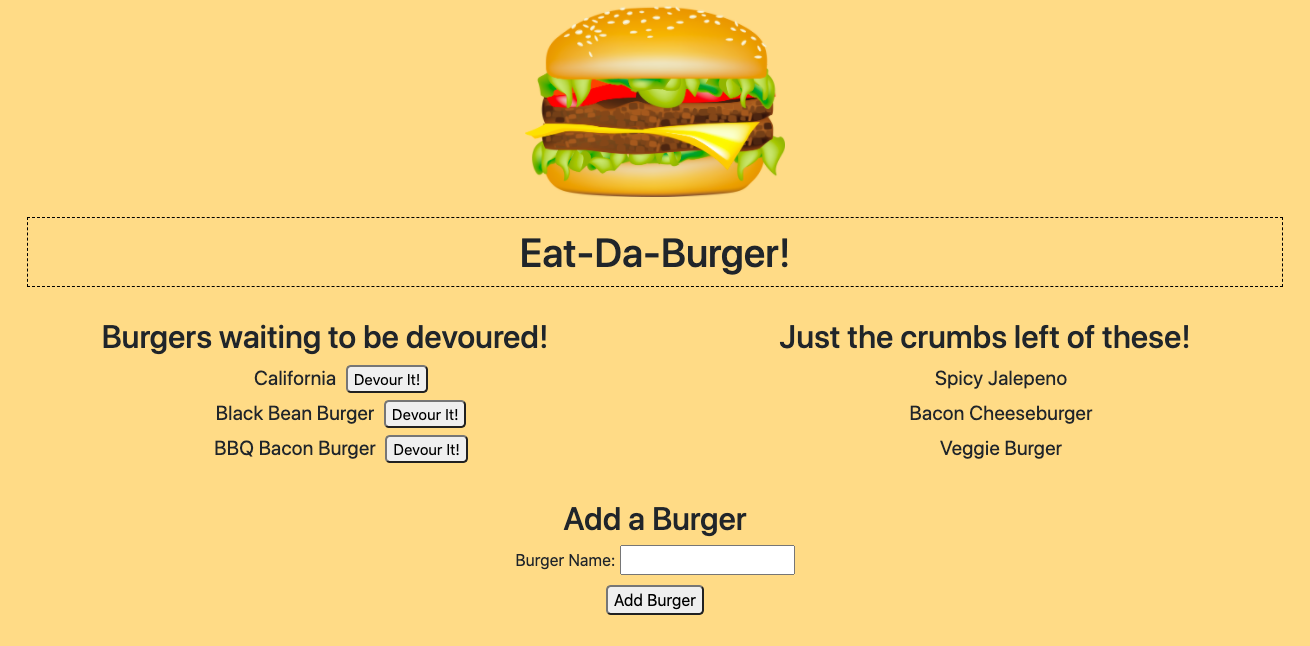 Eat-Da-Burger!
Burgers waiting to be devoured!
California Devour It!
Black Bean Burger Devour It!
BBQ Bacon Burger Devour It!
Just the crumbs left of these!
Spicy Jalepeno
Bacon Cheeseburger
Veggie Burger
Add a Burger
Burger Name:
Add Burger